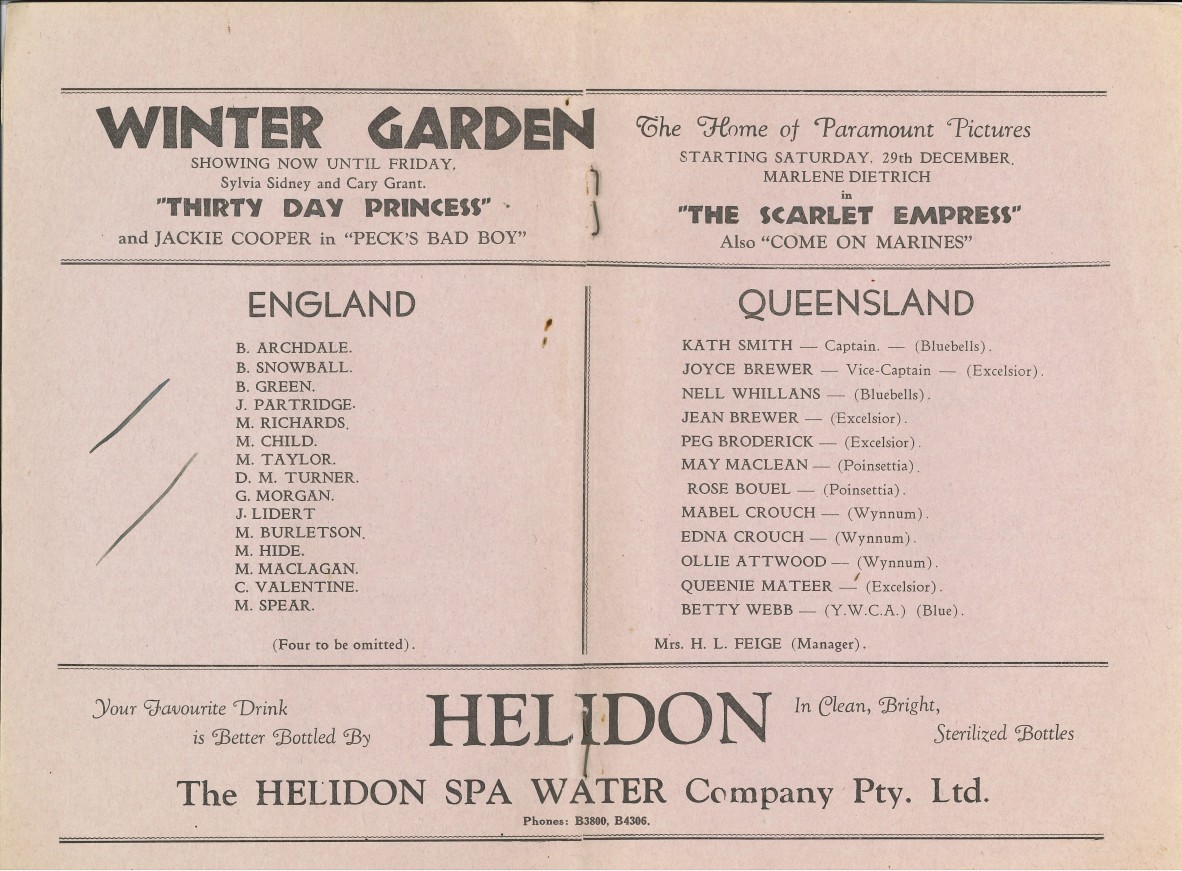 WINTER GARDEN
SHOWING NOW UNTIL FRIDAY,
Sylvia Sidney and Cary Grant.
"THIRTY DAY PRINCESS"
and JACKIE COOPER in "PECK'S BAD BOY"
The Home of Paramount Pictures
STARTING SATURDAY, 29th DECEMBER,
MARLENE DIETRICH
in
"THE SCARLET EMPRESS"
Also "COME ON MARINES"
ENGLAND
B. ARCHDALE.
B. SNOWBALL.
B. GREEN.
J. PARTRIDGE.
M. RICHARDS.
M. CHILD.
M. TAYLOR.
D. M. TURNER.
G. MORGAN.
J. LIDERT
M. BURLETSON.
M. HIDE.
M. MACLAGAN.
C. VALENTINE.
M. SPEAR.
(Four to be omitted).
QUEENSLAND
KATH SMITH — Captain. — (Bluebells).
JOYCE BREWER — Vice-Captain — (Excelsior).
NELL WHILLANS — (Bluebells).
JEAN BREWER — (Excelsior).
PEG BRODERICK — (Excelsior).
MAY MACLEAN — (Poinsettia).
ROSE BOUEL — (Poinsettia).
MABEL CROUCH — (Wynnum).
EDNA CROUCH — (Wynnum).
OLLIE ATTWOOD — (Wynnum).
QUEENIE MATEER — (Excelsior).
BETTY WEBB — (Y.W.C.A.) (Blue).
Mrs. H. L. FEIGE (Manager).
Your Favourite Drink
is Better Bottled By
HELIDON
In Clean, Bright,
Sterilized Bottles
The HELIDON SPA WATER Company Pty. Ltd.
Phones: B3800, B4306.